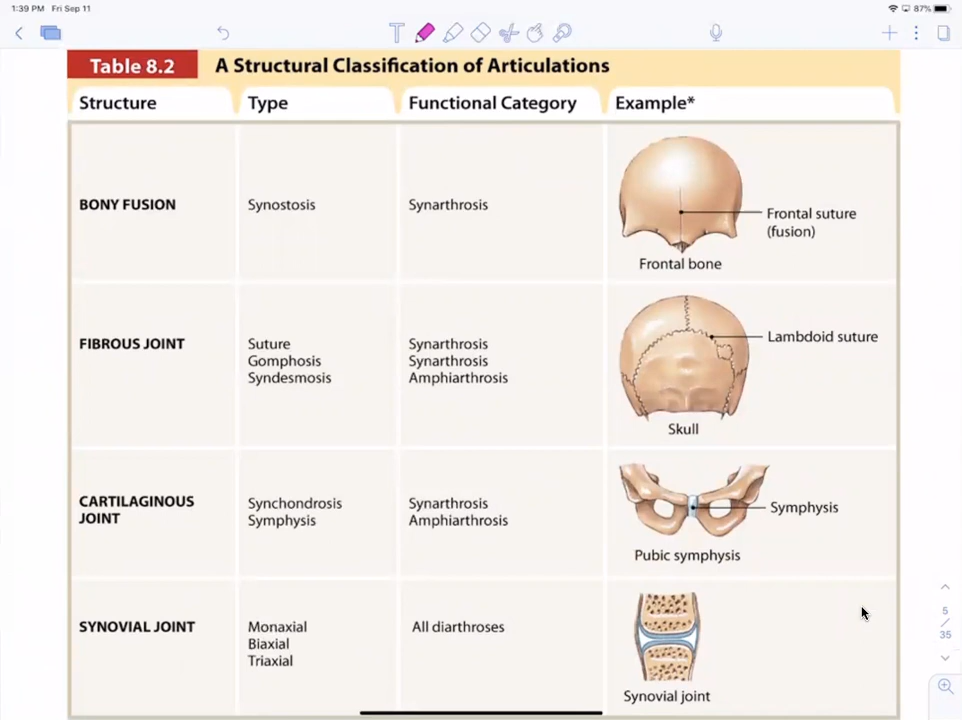 1:39 PM Fri Sep 11
87%
T
Table 8.2 A Structural Classification of Articulations
Structure Type Functional Category Example*
BONY FUSION Synostosis Synarthrosis
Frontal suture
(fusion)
Frontal bone
FIBROUS JOINT
Suture Synarthrosis
Gomphosis Synarthrosis
Syndesmosis Amphiarthrosis
Lambdoid suture
Skull
CARTILAGINOUS
JOINT
Synchondrosis Synarthrosis
Symphysis Amphiarthrosis
Symphysis
Pubic symphysis
SYNOVIAL JOINT
Monaxial All diarthroses
Biaxial
Triaxial
Synovial joint
5
/
35